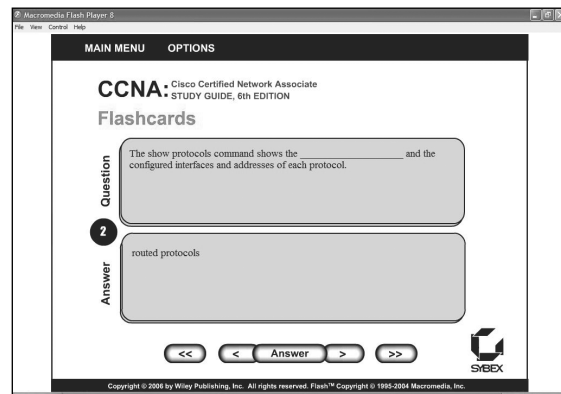 Macromedia Flash Player 8
File View Control Help
MAIN MENU OPTIONS
CCNA: Cisco Certified Network Associate
STUDY GUIDE, 6th EDITION
Flashcards
Question
The show protocols command shows the ____________________ and the
configured interfaces and addresses of each protocol.
2
Answer
routed protocols
<< < Answer > >>
SYBEX
Copyright © 2006 by Wiley Publishing, Inc. All rights reserved. Flash™ Copyright © 1995-2004 Macromedia, Inc.